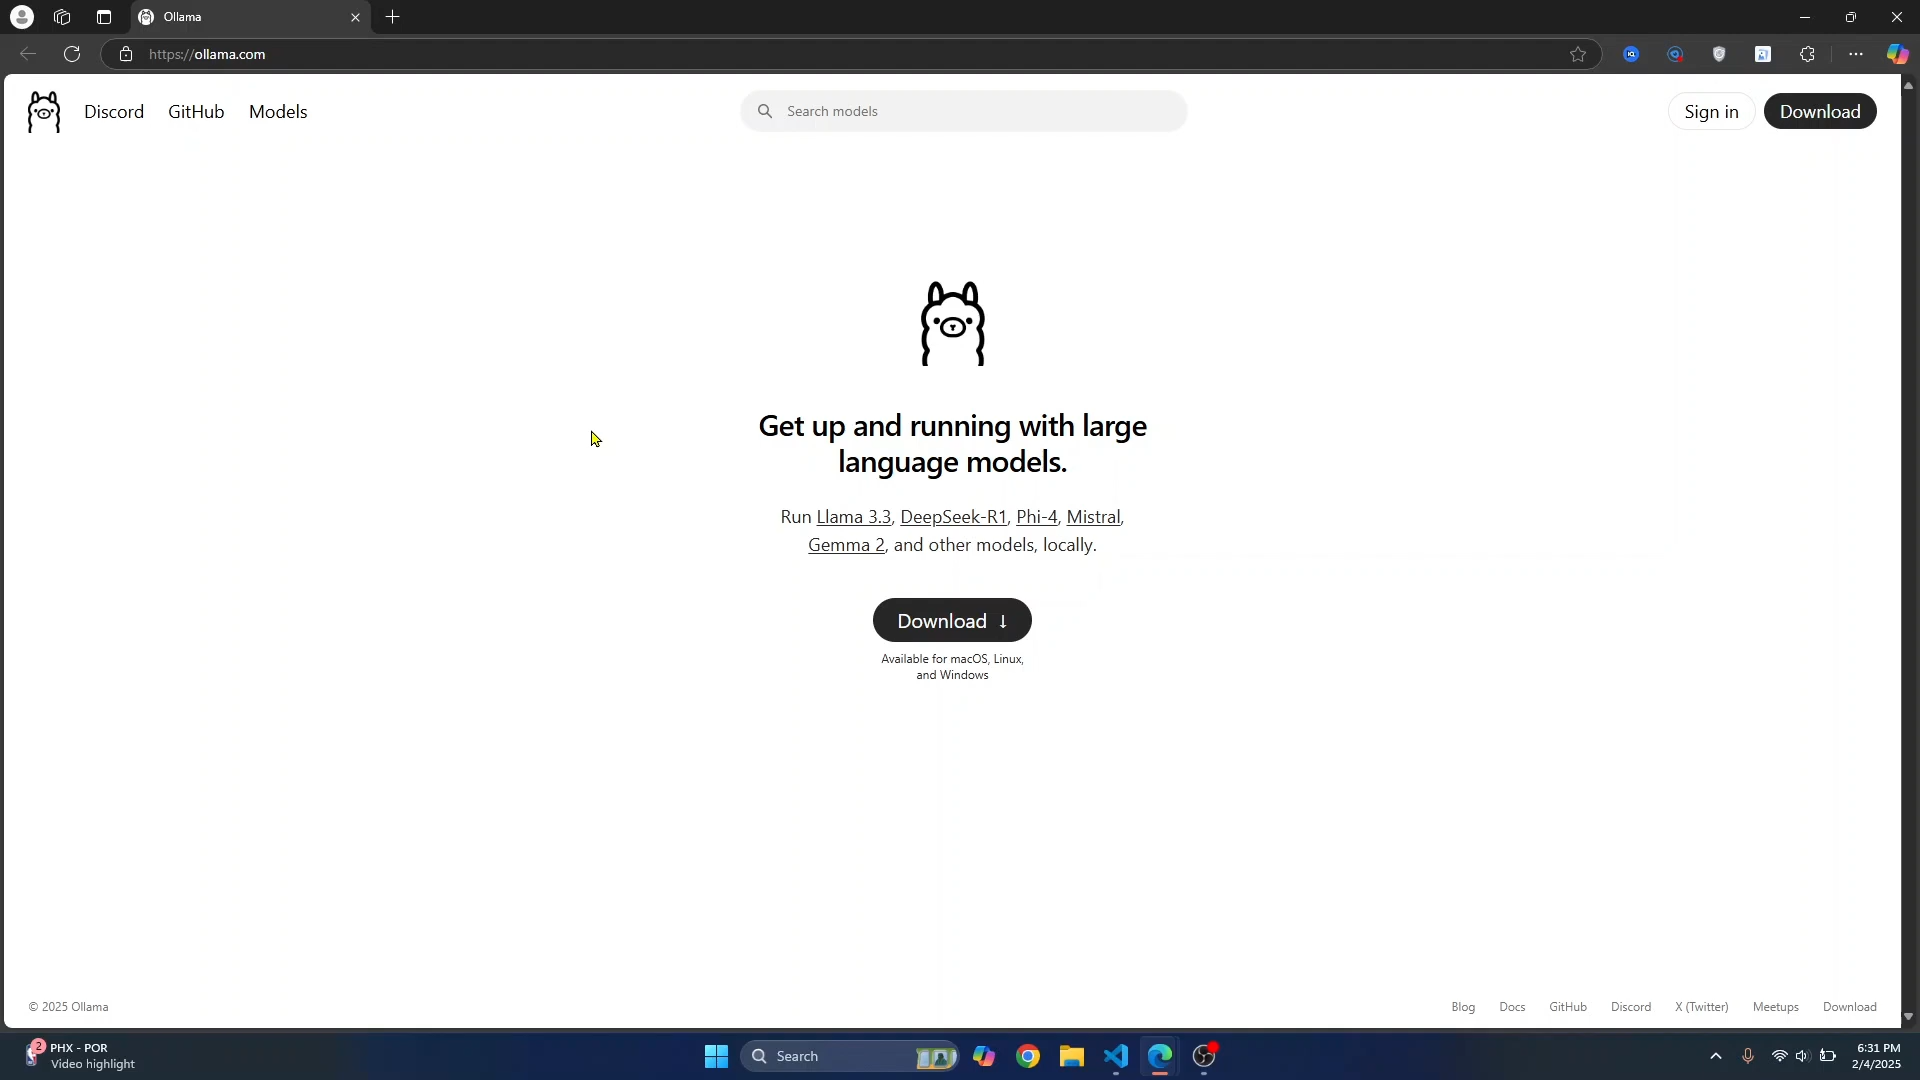 Ollama
https://ollama.com
Discord
GitHub
Models
Search models
Sign in
Download
Get up and running with large
language models.
Run Llama 3.3, DeepSeek-R1, Phi-4, Mistral,
Gemma 2, and other models, locally.
Download ↓
Available for macOS, Linux,
and Windows
© 2025 Ollama
Blog
Docs
GitHub
Discord
X (Twitter)
Meetups
Download
2
PHX - POR
Video highlight
Search
6:31 PM
2/4/2025